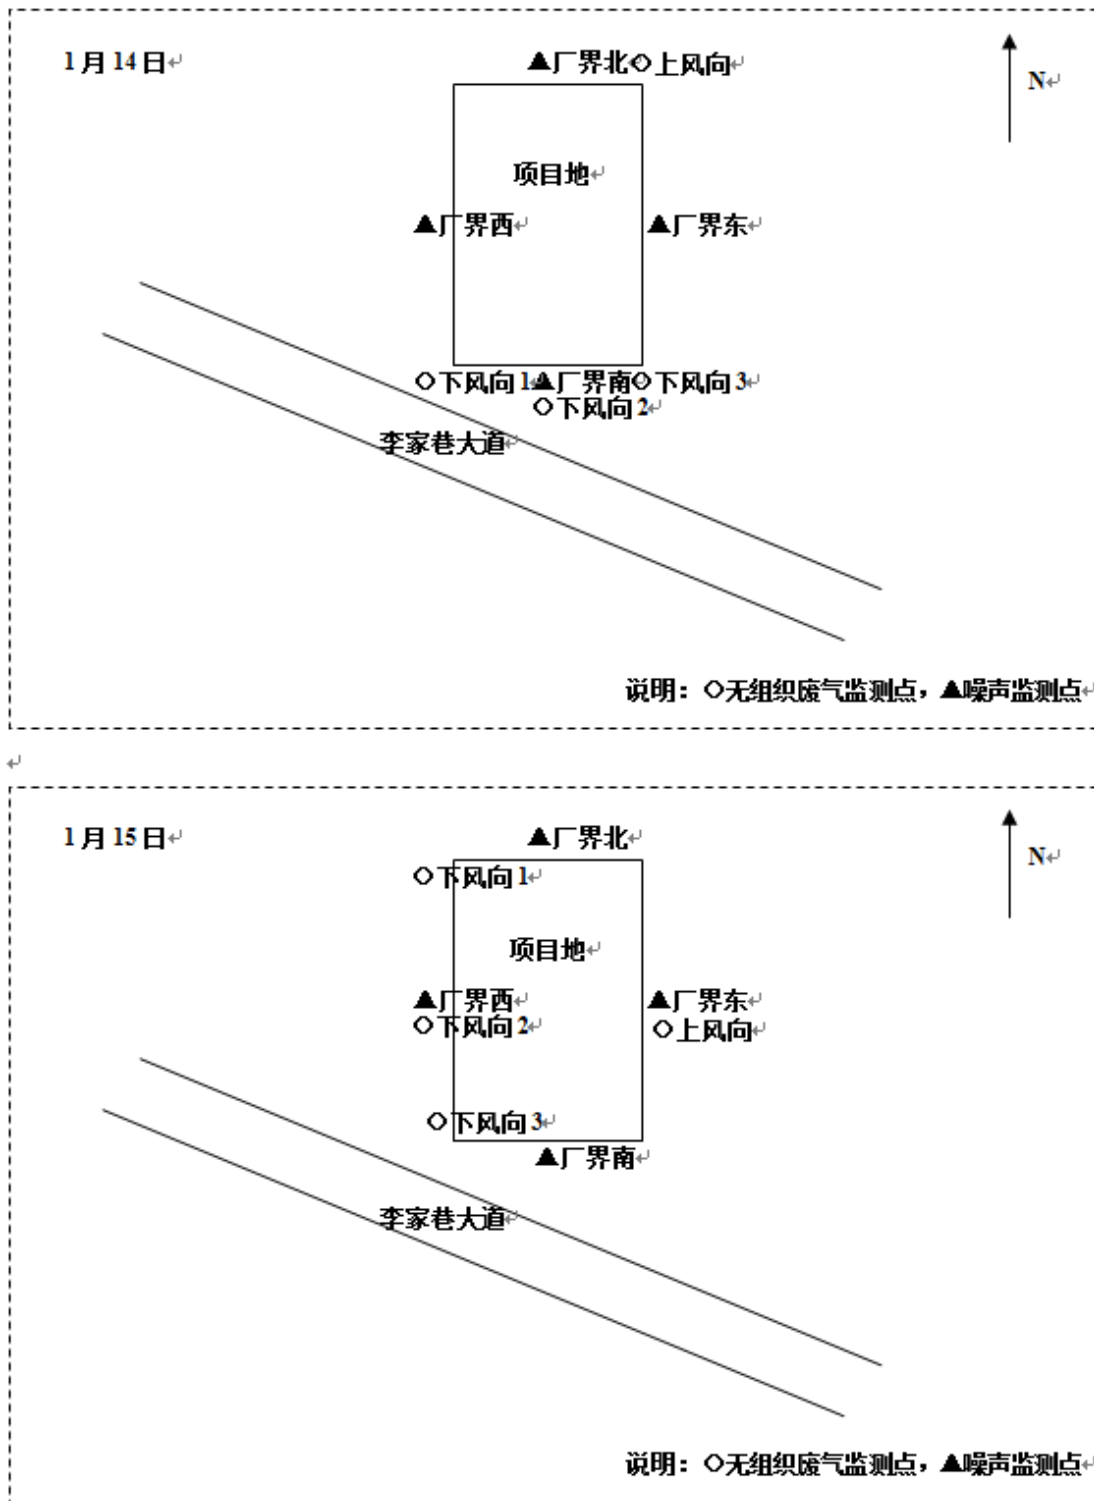 1月14日
▲厂界北○上风向
N
项目地
▲厂界西
▲厂界东
○下风向1▲厂界南○下风向3
○下风向2
李家巷大道
说明：○无组织废气监测点，▲噪声监测点
1月15日
▲厂界北
N
○下风向1
项目地
▲厂界西
▲厂界东
○下风向2
○上风向
○下风向3
▲厂界南
李家巷大道
说明：○无组织废气监测点，▲噪声监测点